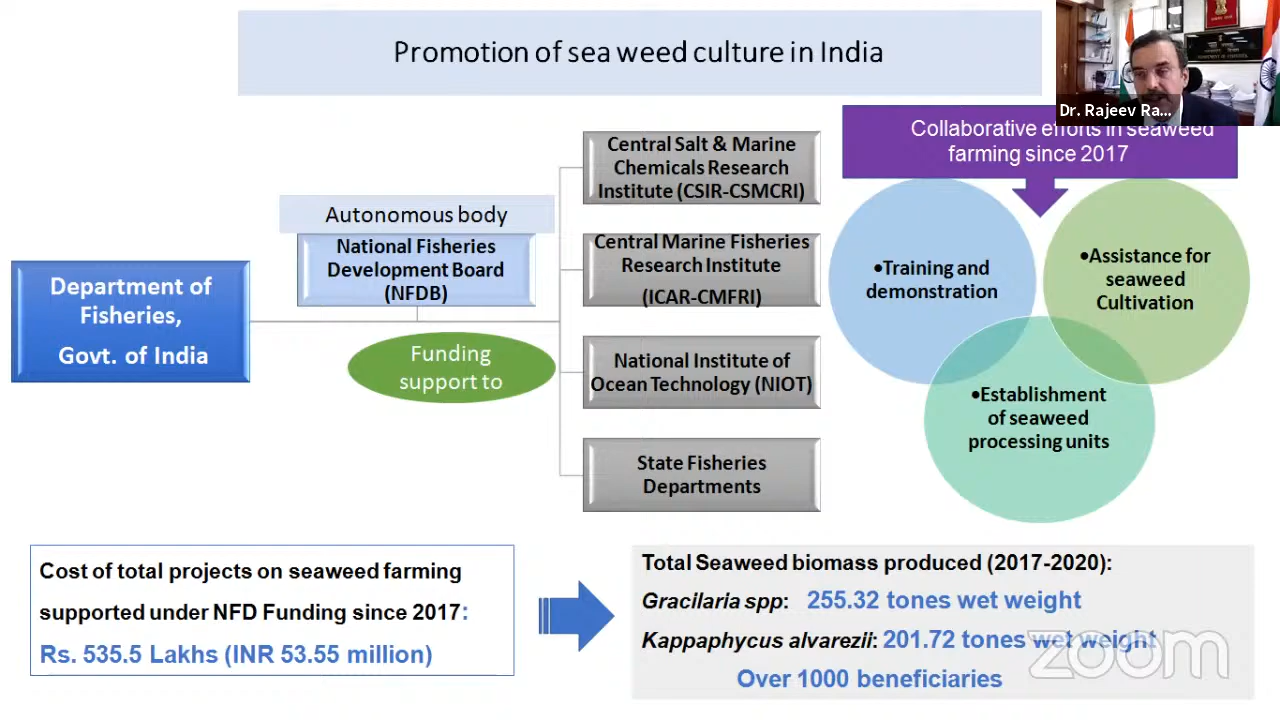 Promotion of sea weed culture in India
Dr. Rajeev Ra...
Collaborative efforts in seaweed
farming since 2017
Central Salt & Marine
Chemicals Research
Institute (CSIR-CSMCRI)
Autonomous body
National Fisheries
Development Board
(NFDB)
Central Marine Fisheries
Research Institute
(ICAR-CMFRI)
Department of
Fisheries,
Govt. of India
Funding
support to
National Institute of
Ocean Technology (NIOT)
State Fisheries
Departments
•Training and
demonstration
•Assistance for
seaweed
Cultivation
•Establishment
of seaweed
processing units
Cost of total projects on seaweed farming
supported under NFD Funding since 2017:
Rs. 535.5 Lakhs (INR 53.55 million)
Total Seaweed biomass produced (2017-2020):
Gracilaria spp: 255.32 tones wet weight
Kappaphycus alvarezii: 201.72 tones wet weight
Over 1000 beneficiaries
zoom